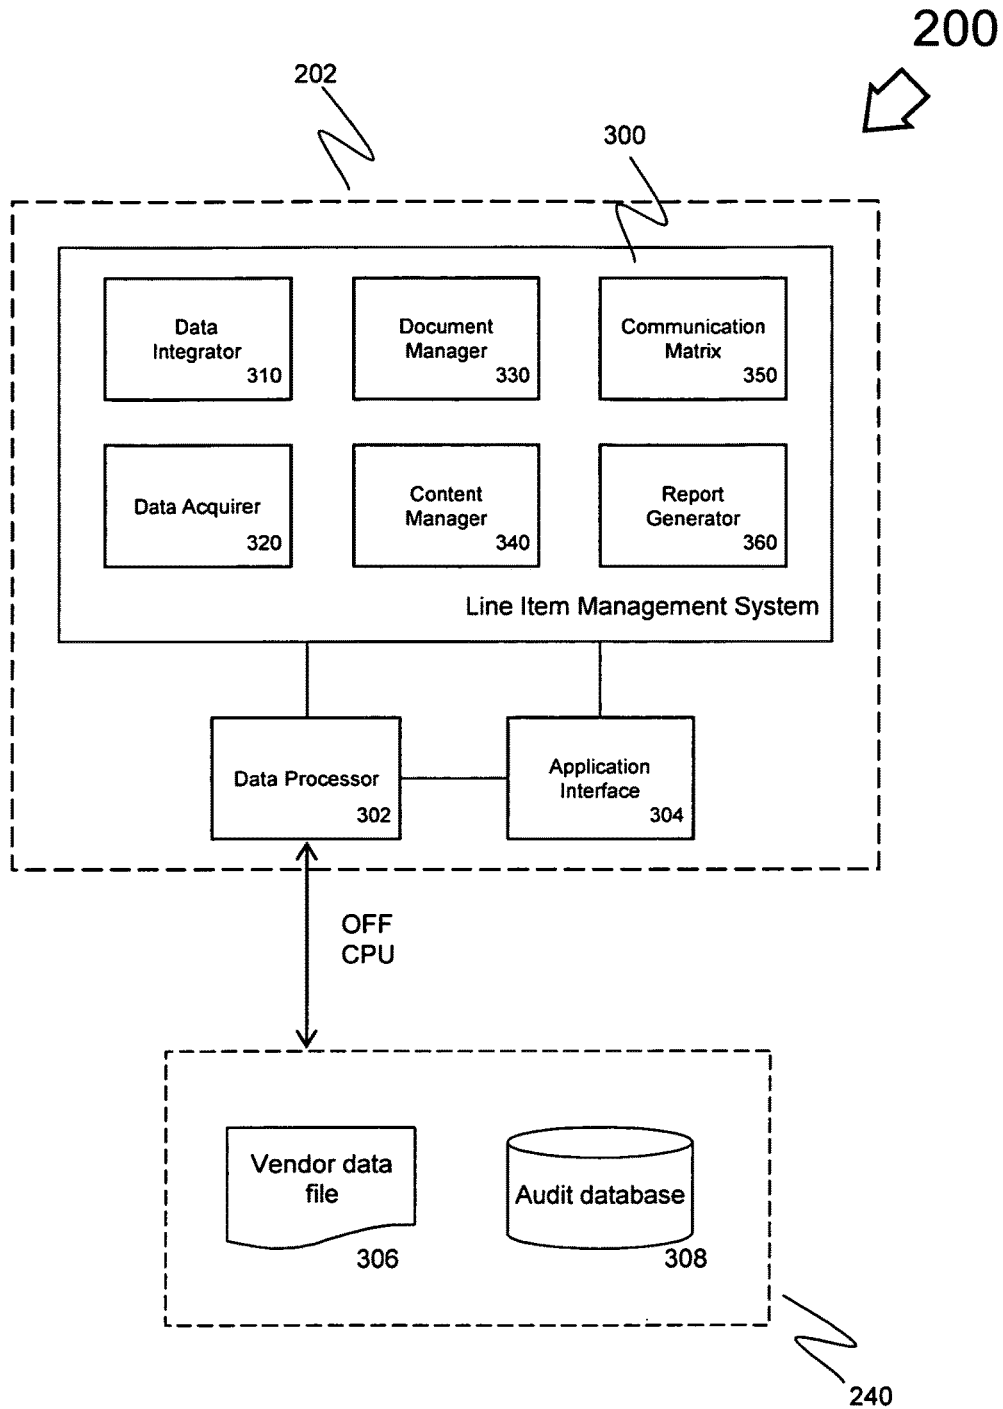 200
202
300
Data
Integrator
310
Document
Manager
330
Communication
Matrix
350
Data Acquirer
320
Content
Manager
340
Report
Generator
360
Line Item Management System
Data Processor
302
Application
Interface
304
OFF
CPU
Vendor data
file
306
Audit database
308
240